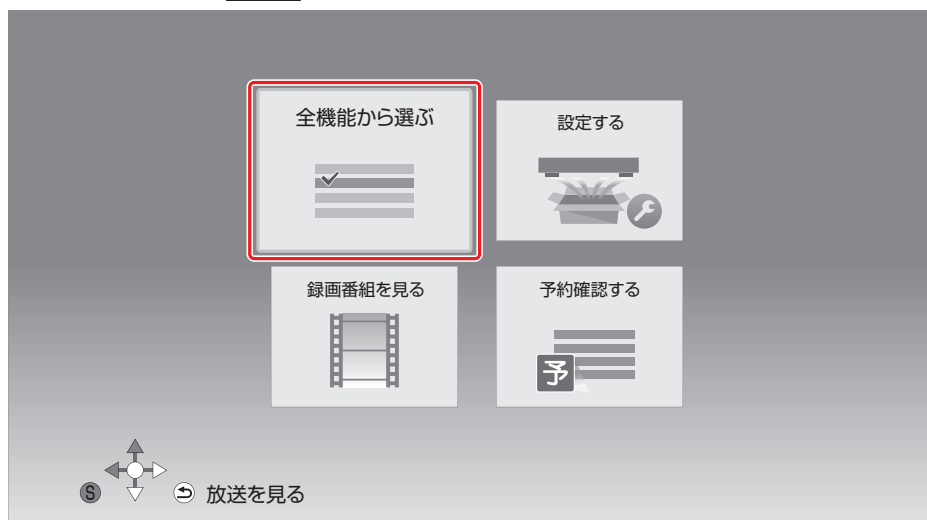 全機能から選ぶ
設定する
録画番組を見る
予約確認する
予
S
放送を見る